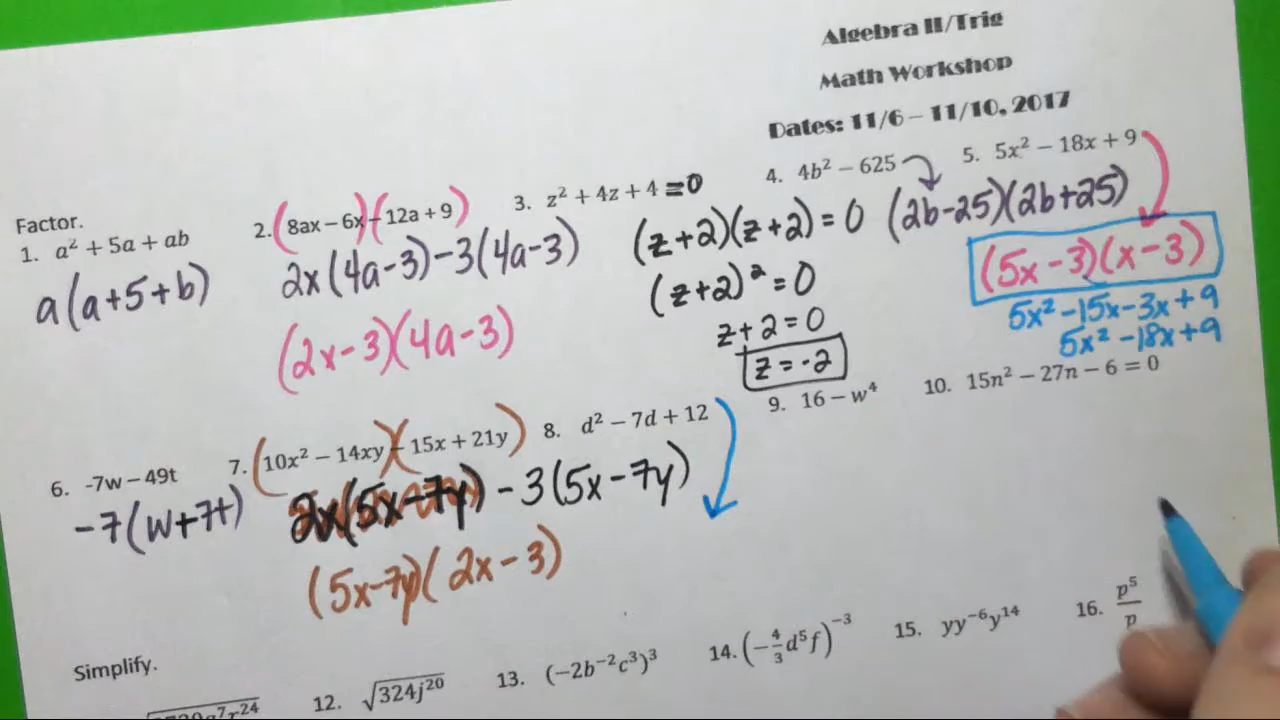 Algebra II/Trig
Math Workshop
Dates: 11/6 – 11/10, 2017
Factor.
1. a² + 5a + ab
a(a+5+b)
2. (8ax – 6x)(– 12a + 9)
2x(4a-3)-3(4a-3)
(2x-3)(4a-3)
3. z² + 4z + 4 = 0
(z+2)(z+2) = 0
(z+2)² = 0
z+2 = 0
z = -2
4. 4b² – 625
(2b-25)(2b+25)
5. 5x² – 18x + 9
(5x-3)(x-3)
5x² -15x-3x+9
5x² -18x+9
6. -7w – 49t
-7(w+7t)
7. (10x² – 14xy)(– 15x + 21y)
2x(5x-7y) - 3(5x-7y)
(5x-7y)(2x-3)
8. d² – 7d + 12
9. 16 – w⁴
10. 15n² – 27n – 6 = 0
Simplify.
12. √324j²⁰
13. (–2b⁻²c³)³
14. (–4/3 d⁵f)⁻³
15. yy⁻⁶y¹⁴
16. p⁵/p